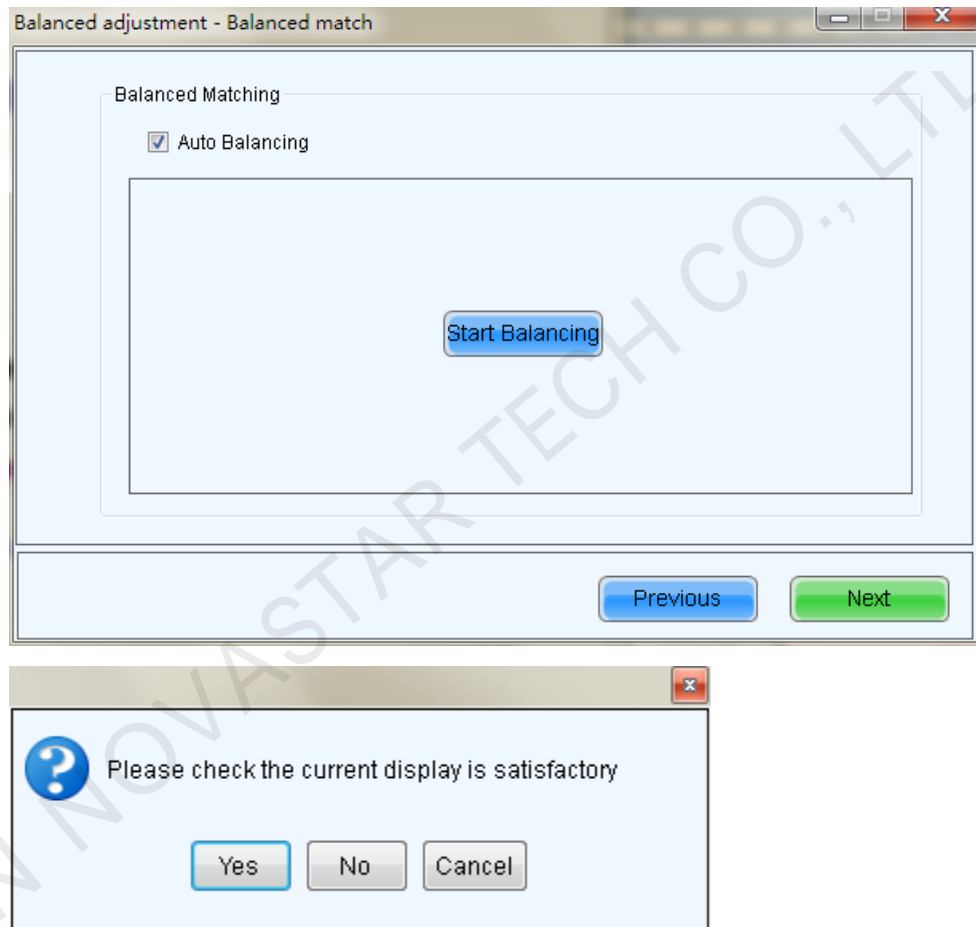 Balanced adjustment - Balanced match
Balanced Matching
Auto Balancing
Start Balancing
Previous
Next
Please check the current display is satisfactory
Yes
No
Cancel
N NOVASTAR TECH CO., LTD